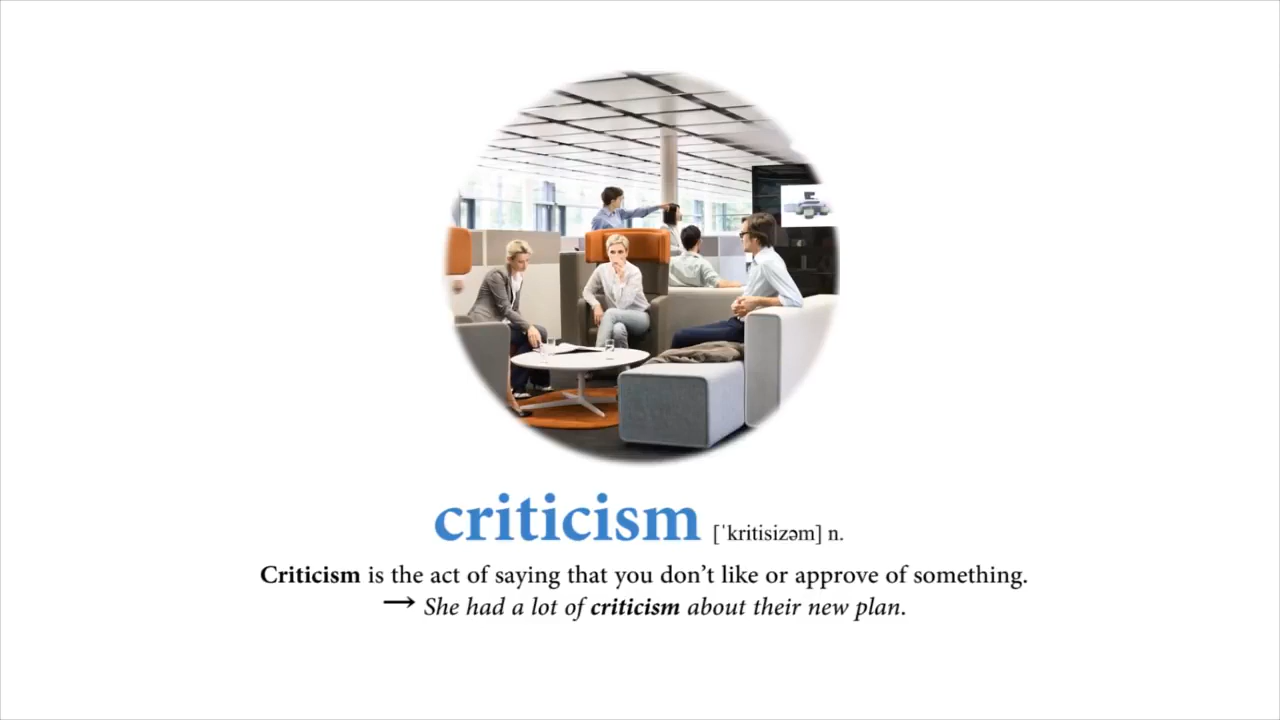 criticism [ˈkritisizəm] n.
Criticism is the act of saying that you don’t like or approve of something.
→ She had a lot of criticism about their new plan.